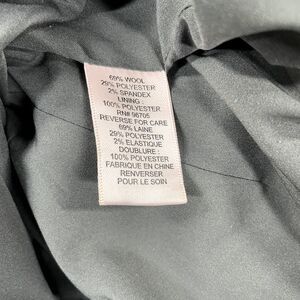 69% WOOL
29% POLYESTER
2% SPANDEX
LINING :
100% POLYESTER
RN# 96705
REVERSE FOR CARE
69% LAINE
29% POLYESTER
2% ELASTIQUE
DOUBLURE :
100% POLYESTER
FABRIQUE EN CHINE
RENVERSER
POUR LE SOIN